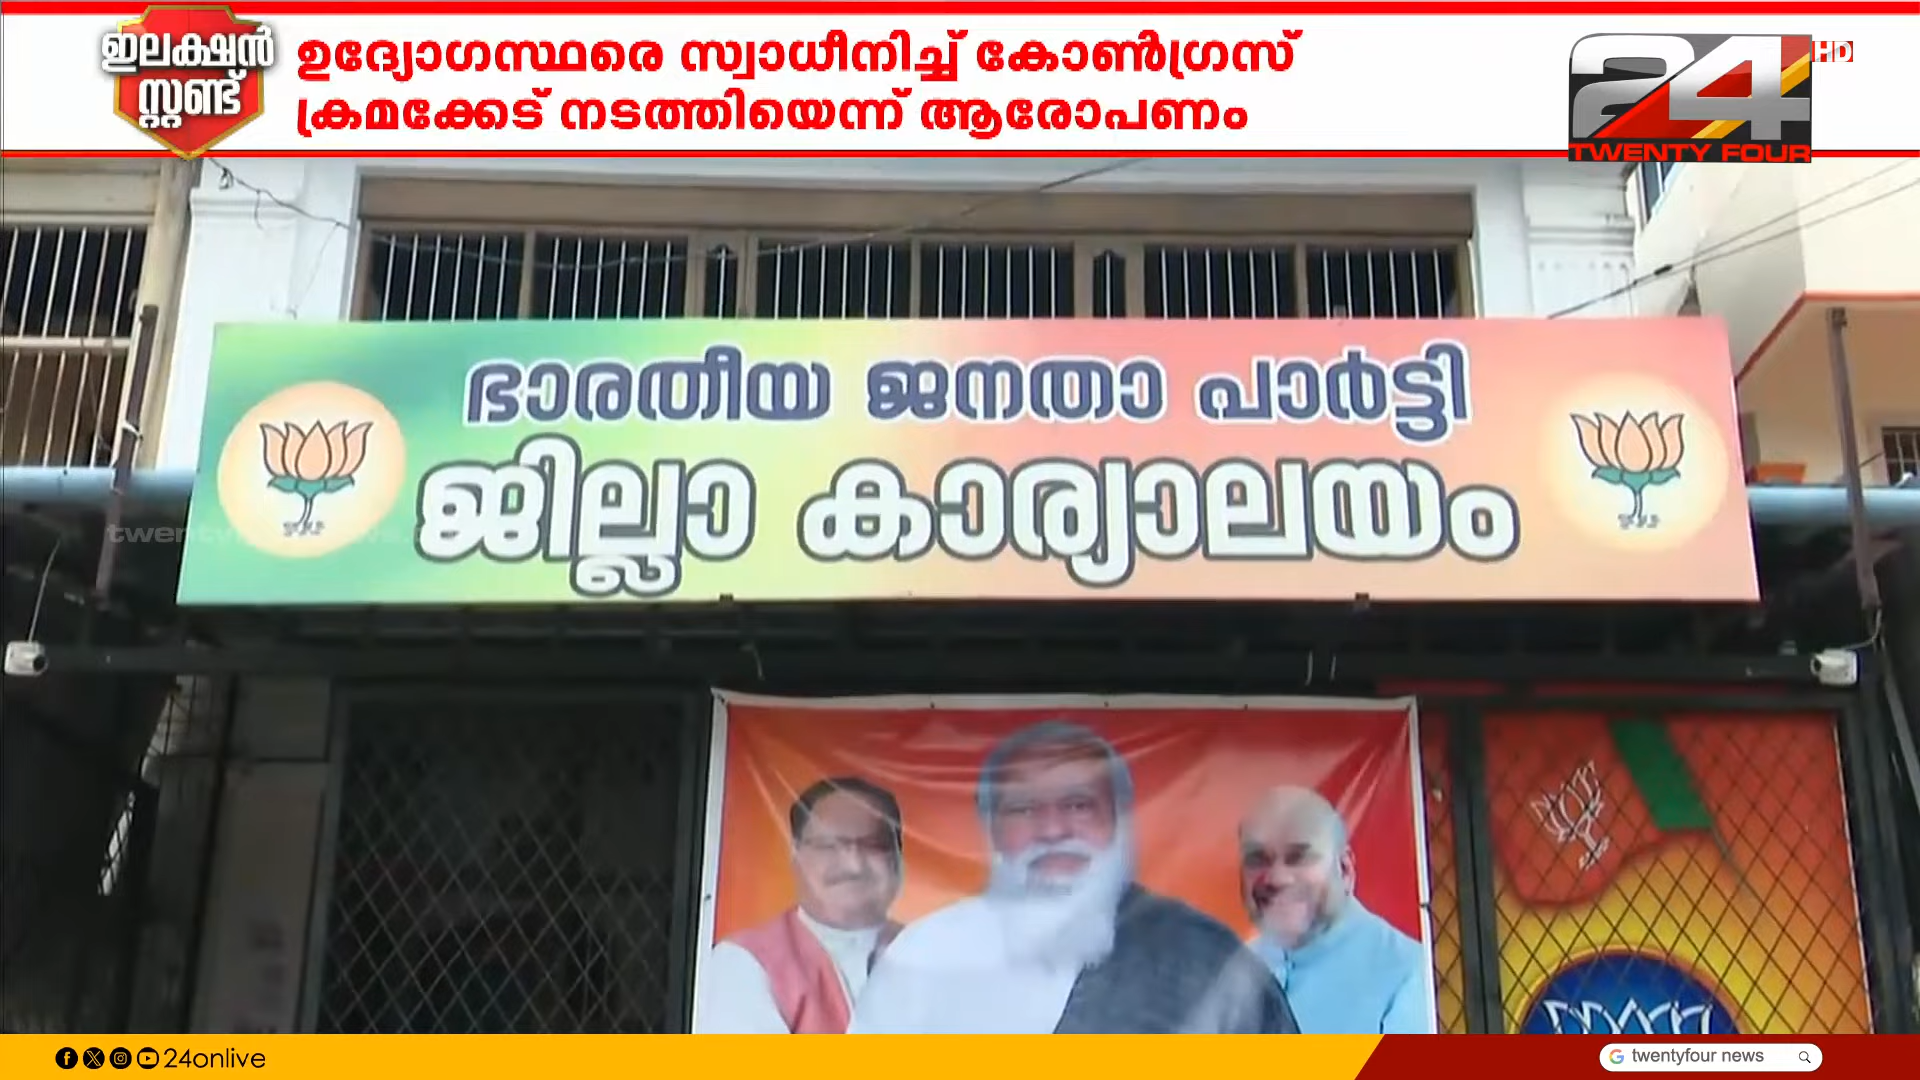 ഇലക്ഷൻ
സ്റ്റണ്ട്
ഉദ്യോഗസ്ഥരെ സ്വാധീനിച്ച് കോൺഗ്രസ്
ക്രമക്കേട് നടത്തിയെന്ന് ആരോപണം
24
HD
TWENTY FOUR
ഭാരതീയ ജനതാ പാർട്ടി
ജില്ലാ കാര്യാലയം
24onlive
twentyfour news